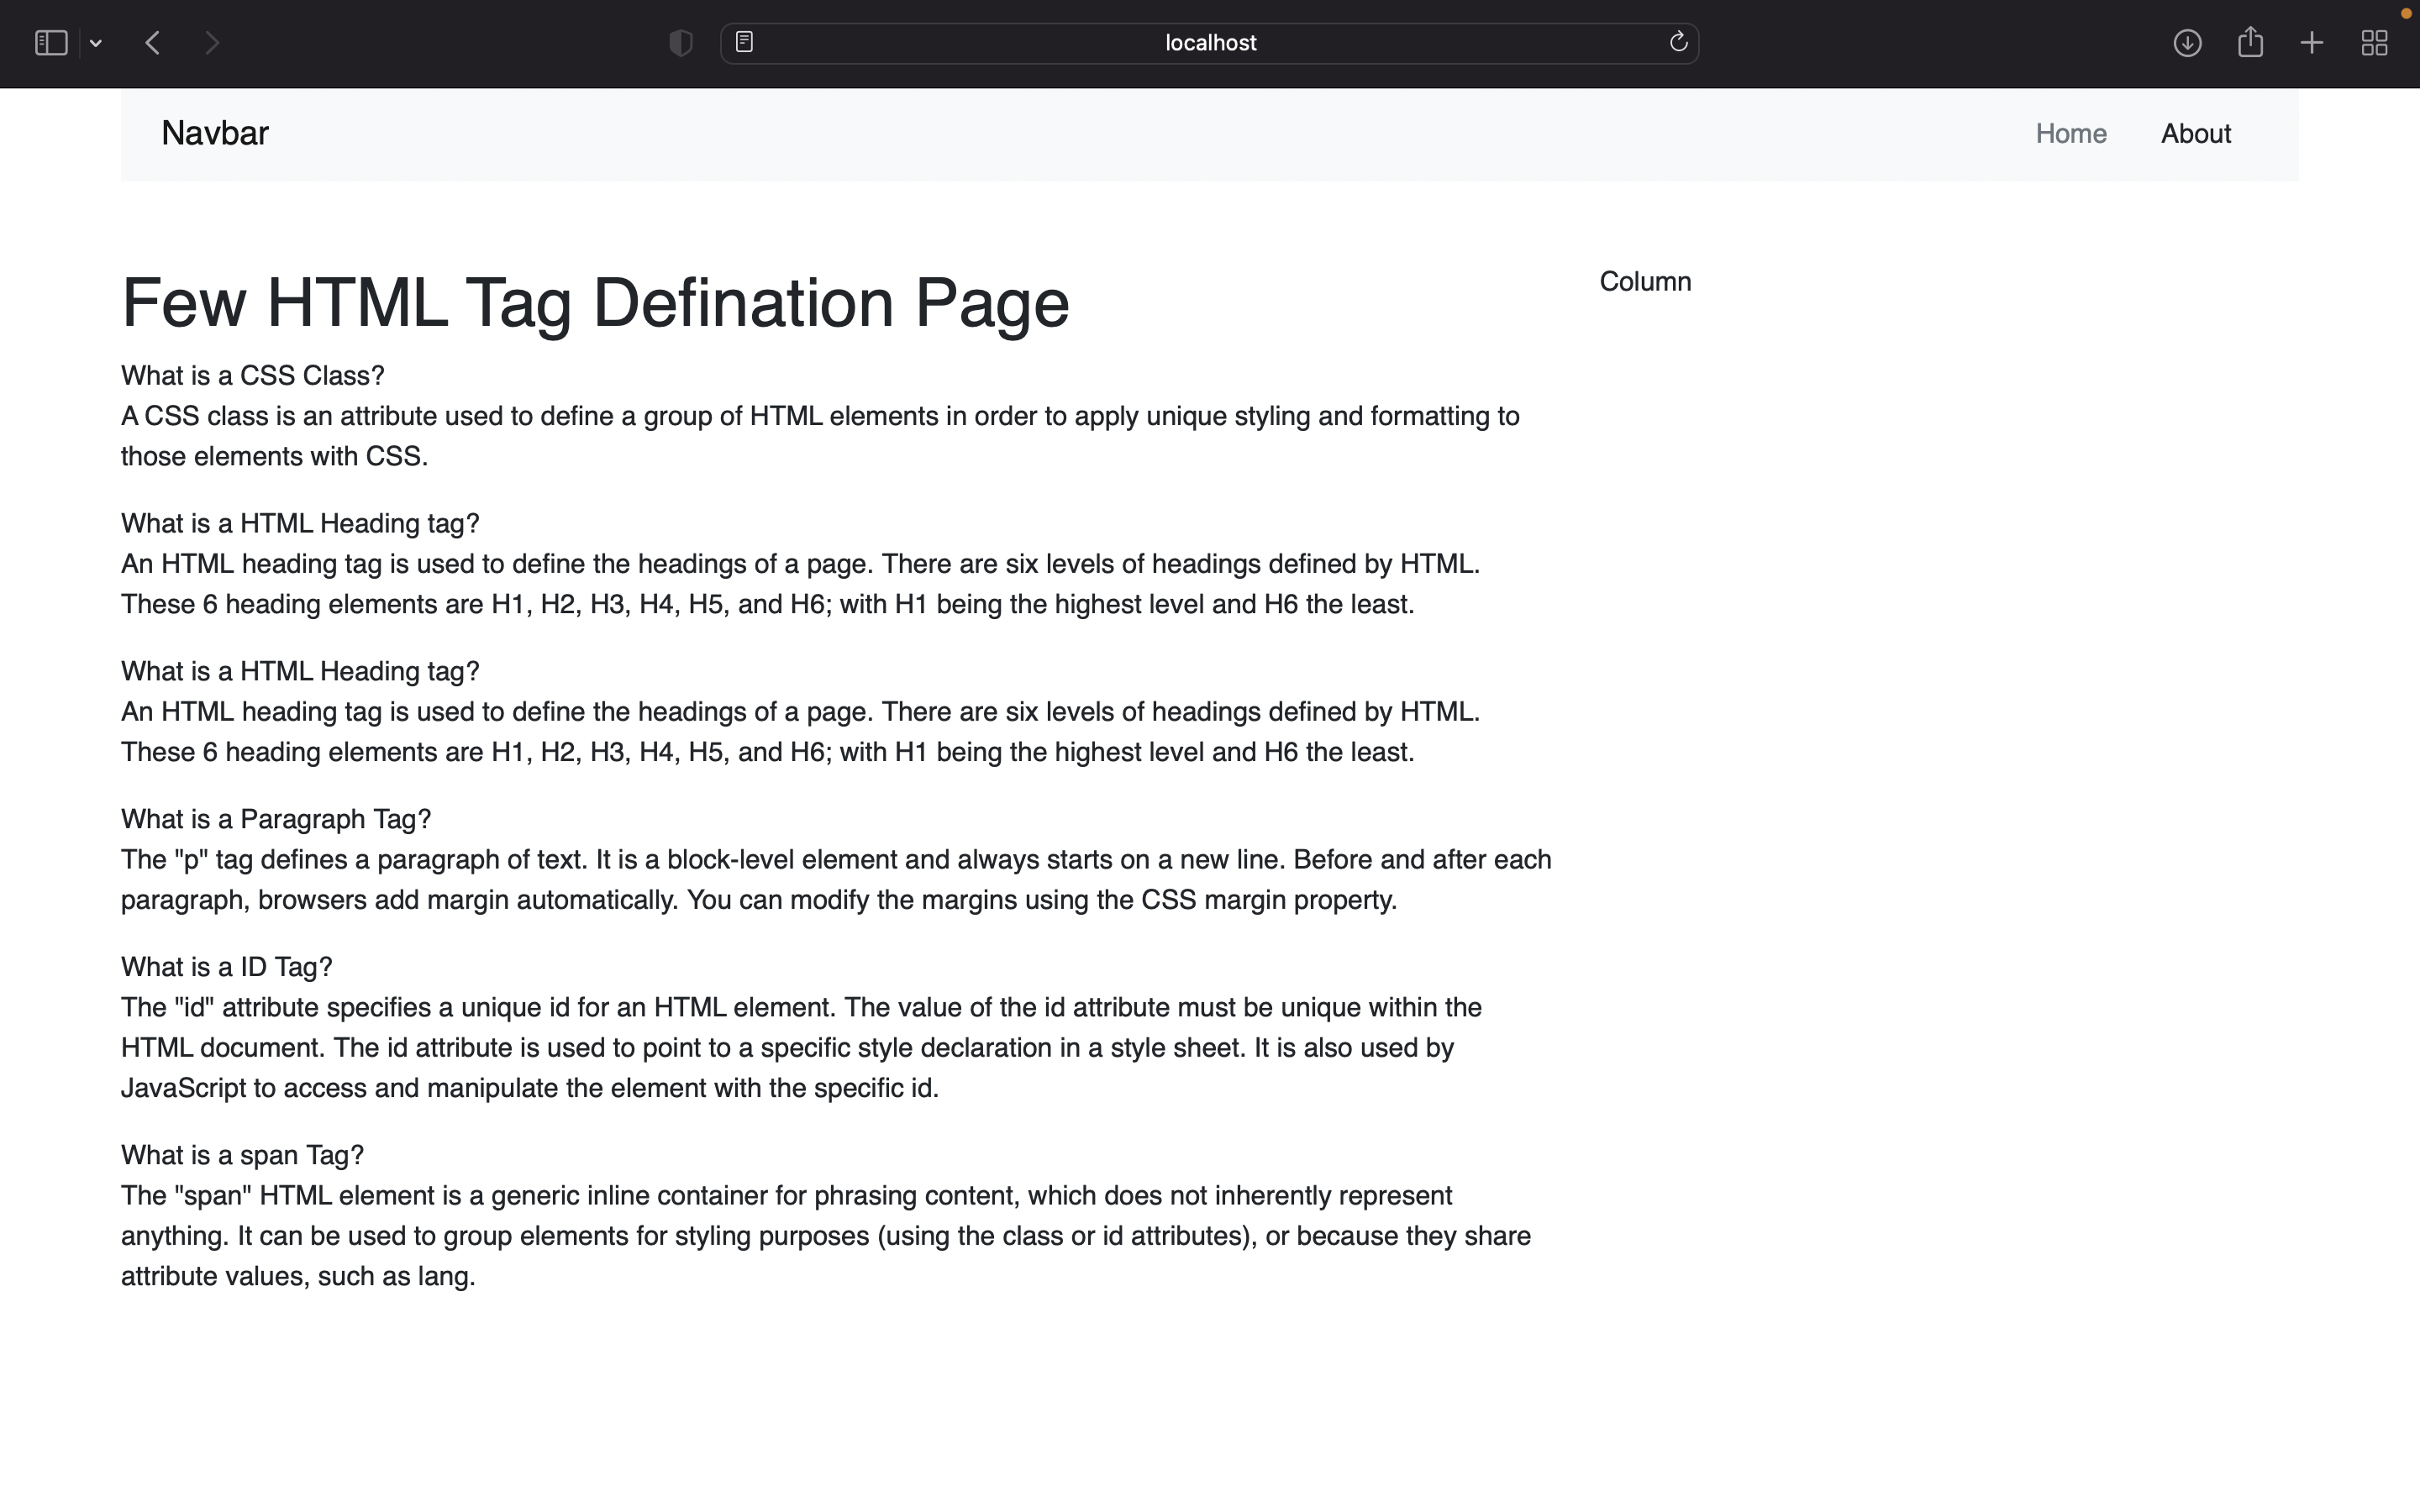 localhost
Navbar
Home
About
Few HTML Tag Defination Page
Column
What is a CSS Class?
A CSS class is an attribute used to define a group of HTML elements in order to apply unique styling and formatting to
those elements with CSS.
What is a HTML Heading tag?
An HTML heading tag is used to define the headings of a page. There are six levels of headings defined by HTML.
These 6 heading elements are H1, H2, H3, H4, H5, and H6; with H1 being the highest level and H6 the least.
What is a HTML Heading tag?
An HTML heading tag is used to define the headings of a page. There are six levels of headings defined by HTML.
These 6 heading elements are H1, H2, H3, H4, H5, and H6; with H1 being the highest level and H6 the least.
What is a Paragraph Tag?
The "p" tag defines a paragraph of text. It is a block-level element and always starts on a new line. Before and after each
paragraph, browsers add margin automatically. You can modify the margins using the CSS margin property.
What is a ID Tag?
The "id" attribute specifies a unique id for an HTML element. The value of the id attribute must be unique within the
HTML document. The id attribute is used to point to a specific style declaration in a style sheet. It is also used by
JavaScript to access and manipulate the element with the specific id.
What is a span Tag?
The "span" HTML element is a generic inline container for phrasing content, which does not inherently represent
anything. It can be used to group elements for styling purposes (using the class or id attributes), or because they share
attribute values, such as lang.